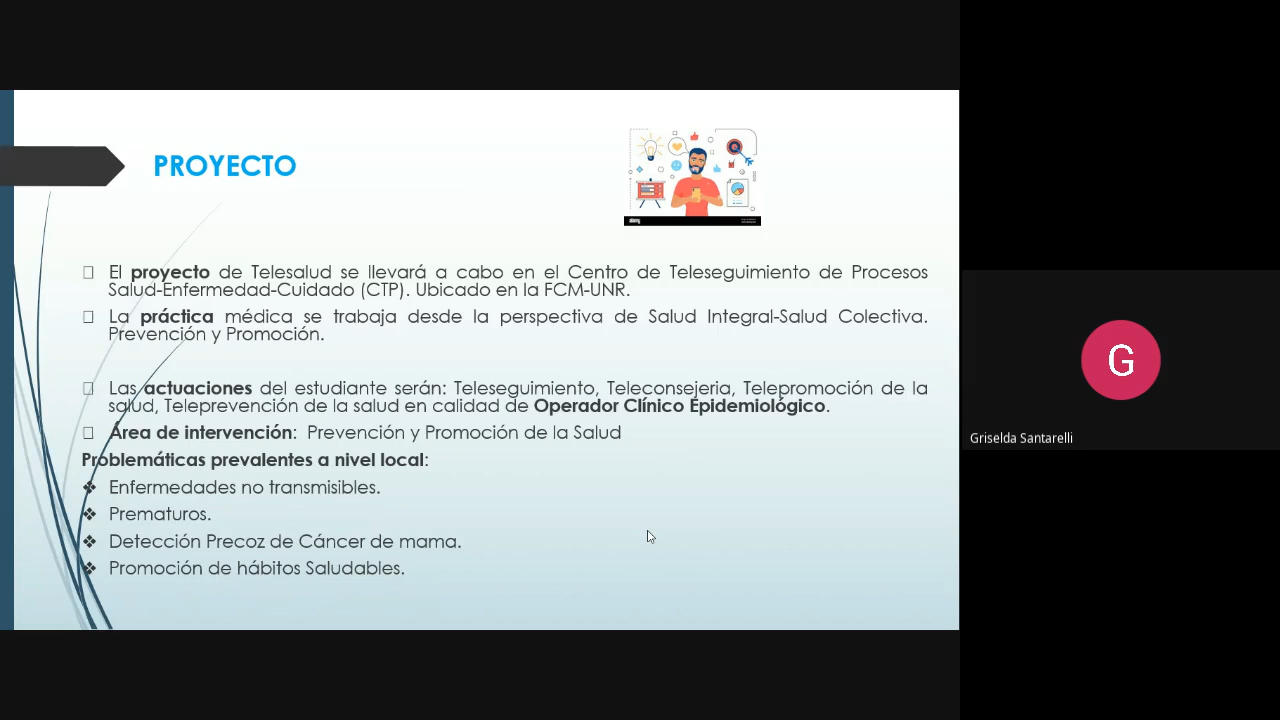 PROYECTO
El proyecto de Telesalud se llevará a cabo en el Centro de Teleseguimiento de Procesos
Salud-Enfermedad-Cuidado (CTP). Ubicado en la FCM-UNR.
La práctica médica se trabaja desde la perspectiva de Salud Integral-Salud Colectiva.
Prevención y Promoción.
Las actuaciones del estudiante serán: Teleseguimiento, Teleconsejeria, Telepromoción de la
salud, Teleprevención de la salud en calidad de Operador Clínico Epidemiológico.
Área de intervención: Prevención y Promoción de la Salud
Problemáticas prevalentes a nivel local:
❖ Enfermedades no transmisibles.
❖ Prematuros.
❖ Detección Precoz de Cáncer de mama.
❖ Promoción de hábitos Saludables.
G
Griselda Santarelli